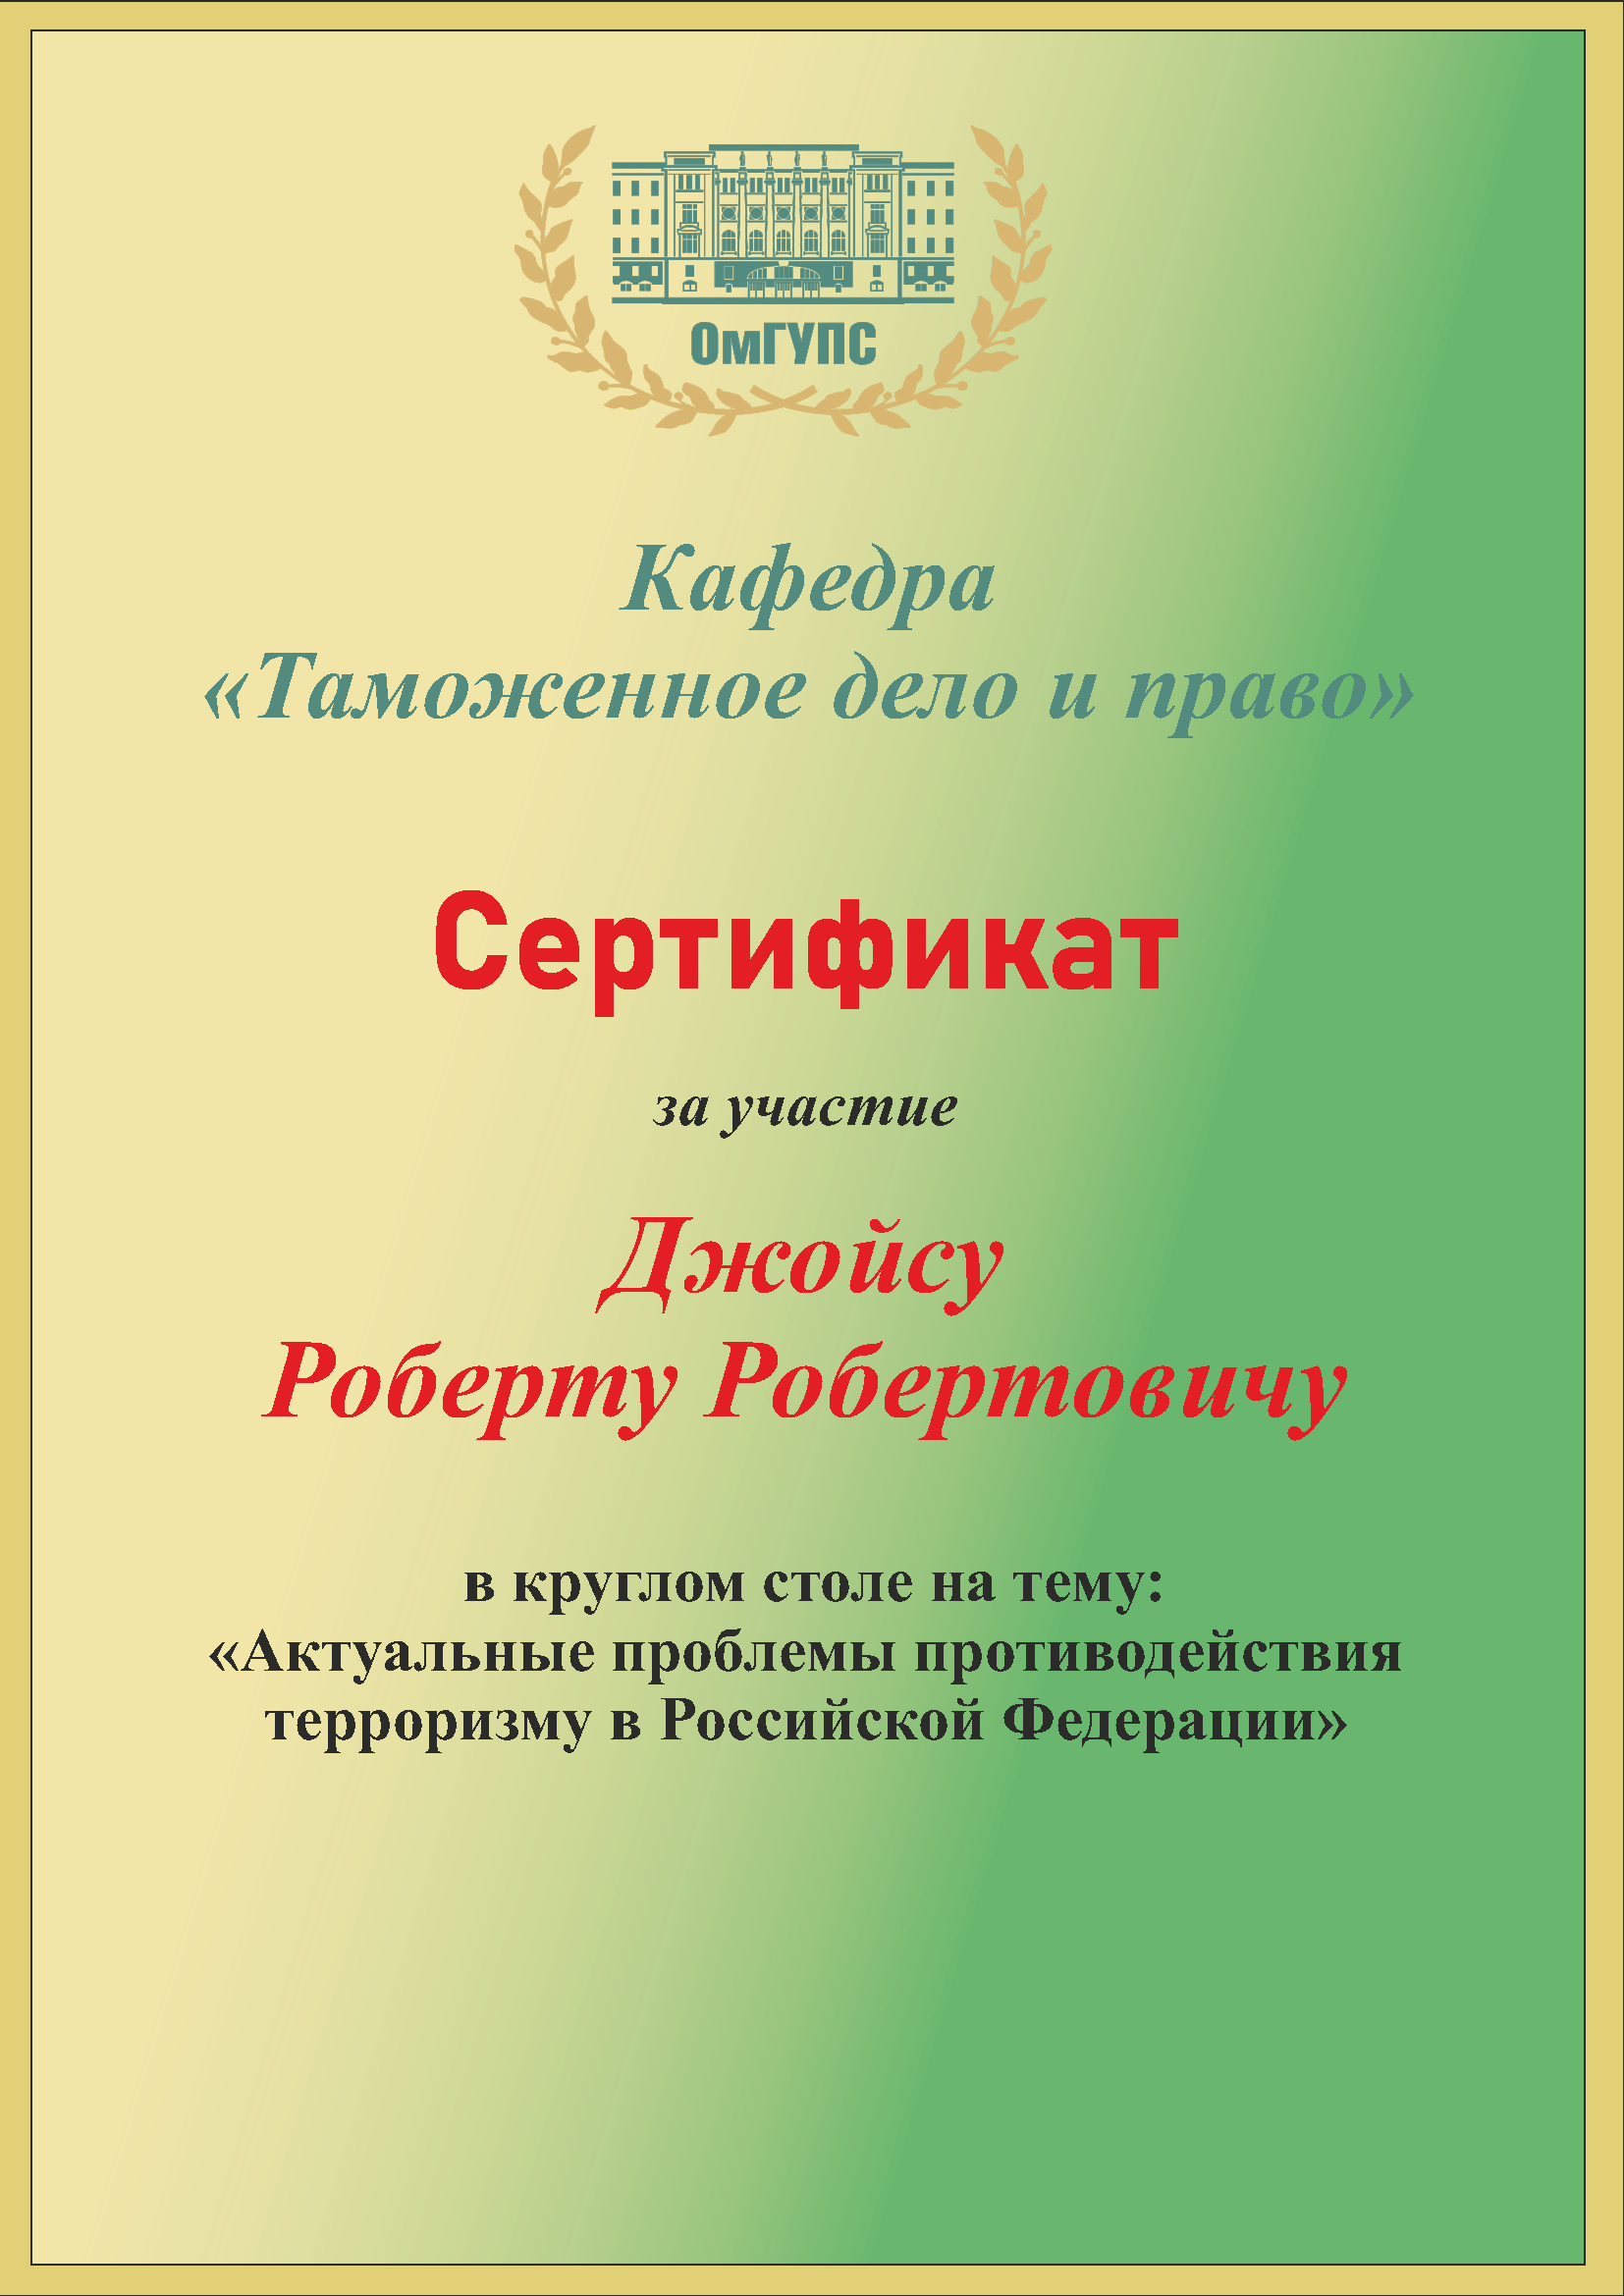 ОмГУПС
Кафедра
«Таможенное дело и право»
Сертификат
за участие
Джойсу
Роберту Робертовичу
в круглом столе на тему:
«Актуальные проблемы противодействия
терроризму в Российской Федерации»